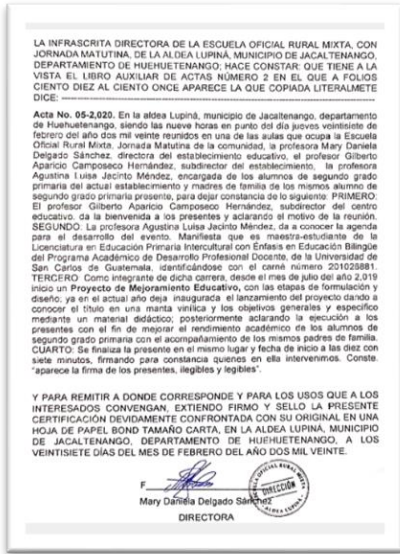 LA INFRASCRITA DIRECTORA DE LA ESCUELA OFICIAL RURAL MIXTA, CON
JORNADA MATUTINA, DE LA ALDEA LUPINÁ, MUNICIPIO DE JACALTENANGO,
DEPARTAMENTO DE HUEHUETENANGO; HACE CONSTAR: QUE TIENE A LA
VISTA EL LIBRO AUXILIAR DE ACTAS NÚMERO 2 EN EL QUE A FOLIOS
CIENTO DIEZ AL CIENTO ONCE APARECE LA QUE COPIADA LITERALMETE
DICE: ------------------------------------------------------------
Acta No. 05-2,020. En la aldea Lupiná, municipio de Jacaltenango, departamento
de Huehuetenango, siendo las nueve horas en punto del día jueves veintisiete de
febrero del año dos mil veinte reunidos en una de las aulas que ocupa la Escuela
Oficial Rural Mixta, Jornada Matutina de la comunidad, la profesora Mary Daniela
Delgado Sánchez, directora del establecimiento educativo, el profesor Gilberto
Aparicio Camposeco Hernández, subdirector del establecimiento, la profesora
Agustina Luisa Jacinto Méndez, encargada de los alumnos de segundo grado
primaria del actual establecimiento y madres de familia de los mismos alumno de
segundo grado primaria presente, para dejar constancia de lo siguiente: PRIMERO:
El profesor Gilberto Aparicio Camposeco Hernández, subdirector del centro
educativo, da la bienvenida a los presentes y aclarando el motivo de la reunión.
SEGUNDO: La profesora Agustina Luisa Jacinto Méndez, da a conocer la agenda
para el desarrollo del evento. Manifiesta que es maestra-estudiante de la
Licenciatura en Educación Primaria Intercultural con Énfasis en Educación Bilingüe
del Programa Académico de Desarrollo Profesional Docente, de la Universidad de
San Carlos de Guatemala, identificándose con el carné número 201025881.
TERCERO: Como integrante de dicha carrera, desde el mes de julio del año 2,019
inicio un Proyecto de Mejoramiento Educativo, con las etapas de formulación y
diseño; ya en el actual año deja inaugurada el lanzamiento del proyecto dando a
conocer el título en una manta vinílica y los objetivos generales y específico
mediante un material didáctico; posteriormente aclarando la ejecución a los
presentes con el fin de mejorar el rendimiento académico de los alumnos de
segundo grado primaria con el acompañamiento de los mismos padres de familia.
CUARTO: Se finaliza la presente en el mismo lugar y fecha de inicio a las diez con
siete minutos, firmando para constancia quienes en ella intervenimos. Conste.
"aparece la firma de los presentes, ilegibles y legibles".
Y PARA REMITIR A DONDE CORRESPONDE Y PARA LOS USOS QUE A LOS
INTERESADOS CONVENGAN, EXTIENDO FIRMO Y SELLO LA PRESENTE
CERTIFICACIÓN DEVIDAMENTE CONFRONTADA CON SU ORIGINAL EN UNA
HOJA DE PAPEL BOND TAMAÑO CARTA, EN LA ALDEA LUPINÁ, MUNICIPIO
DE JACALTENANGO, DEPARTAMENTO DE HUEHUETENANGO, A LOS
VEINTISIETE DÍAS DEL MES DE FEBRERO DEL AÑO DOS MIL VEINTE.
F
Mary Daniela Delgado Sánchez
DIRECTORA
ESCUELA OFICIAL RURAL MIXTA
DIRECCIÓN
ALDEA LUPINÁ